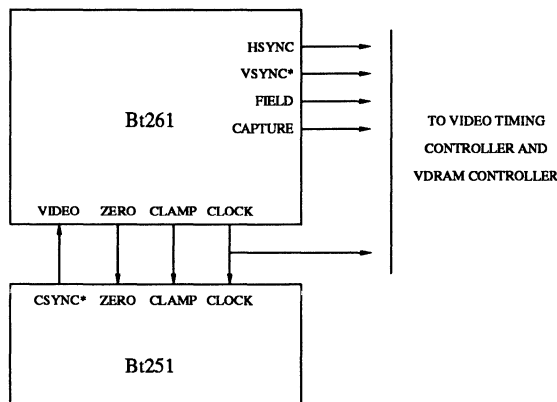 HSYNC
VSYNC*
FIELD
CAPTURE
Bt261
TO VIDEO TIMING
CONTROLLER AND
VDRAM CONTROLLER
VIDEO ZERO CLAMP CLOCK
CSYNC* ZERO CLAMP CLOCK
Bt251